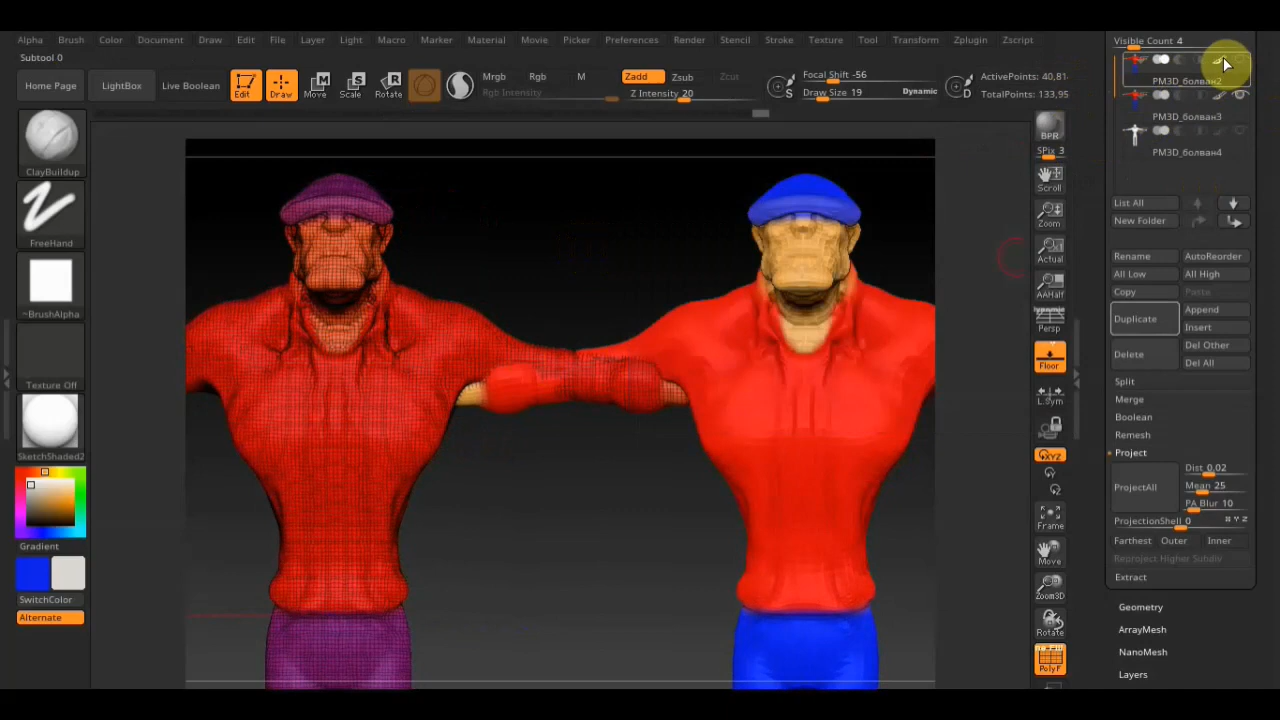 Alpha Brush Color Document Draw Edit File Layer Light Macro Marker Material Movie Picker Preferences Render Stencil Stroke Texture Tool Transform Zplugin Zscript
Subtool 0
Home Page
LightBox
Live Boolean
Edit
Draw
Move
Scale
Rotate
Mrgb Rgb M
Rgb Intensity
Zadd Zsub Zcut
Z Intensity 20
S
Focal Shift -56
Draw Size 19
Dynamic
D
ActivePoints: 40,81
TotalPoints: 133,95
ClayBuildup
FreeHand
~BrushAlpha
Texture Off
SketchShaded2
Gradient
SwitchColor
Alternate
BPR
SPix 3
Scroll
Zoom
Actual
AAHalf
Dynamic
Persp
Floor
L.Sym
XYZ
Y
Z
Frame
Move
Zoom3D
Rotate
PolyF
Visible Count 4
PM3D_болван2
PM3D_болван3
PM3D_болван4
List All
New Folder
Rename AutoReorder
All Low All High
Copy Paste
Duplicate
Append
Insert
Delete
Del Other
Del All
Split
Merge
Boolean
Remesh
Project
ProjectAll
Dist 0.02
Mean 25
PA Blur 10
ProjectionShell 0
X Y Z
Farthest Outer Inner
Reproject Higher Subdiv
Extract
Geometry
ArrayMesh
NanoMesh
Layers